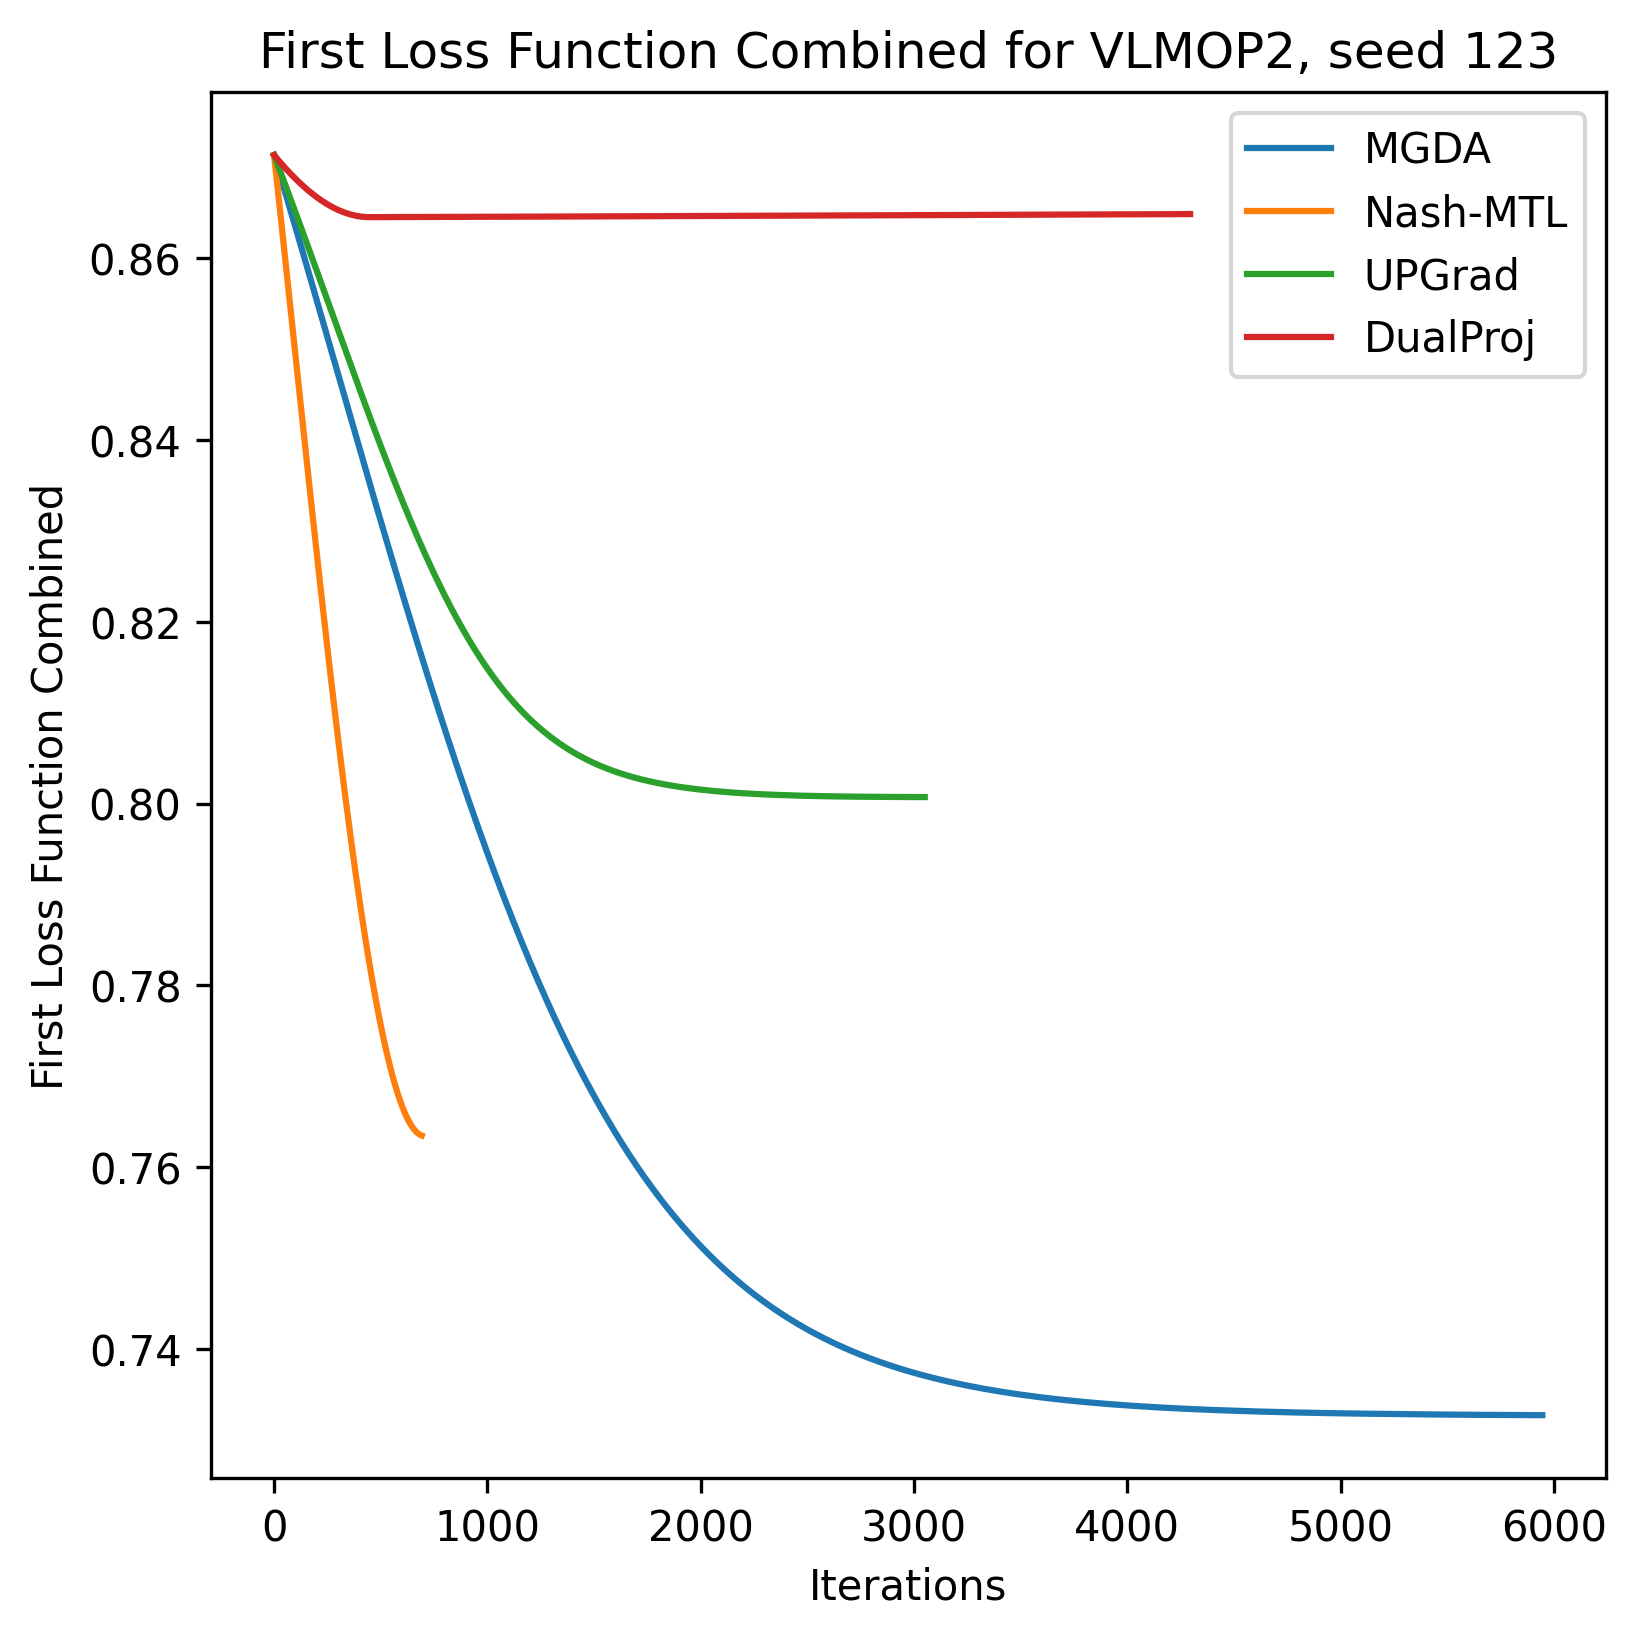 First Loss Function Combined for VLMOP2, seed 123
MGDA
Nash-MTL
UPGrad
DualProj
First Loss Function Combined
0.86
0.84
0.82
0.80
0.78
0.76
0.74
0 1000 2000 3000 4000 5000 6000
Iterations